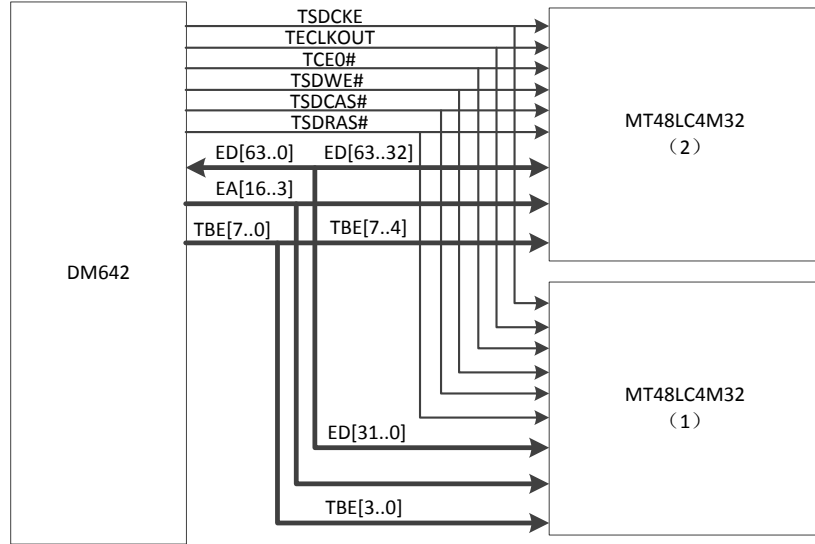 TSDCKE
TECLKOUT
TCE0#
TSDWE#
TSDCAS#
TSDRAS#
ED[63..0] ED[63..32]
EA[16..3]
TBE[7..0] TBE[7..4]
DM642
MT48LC4M32
（2）
MT48LC4M32
（1）
ED[31..0]
TBE[3..0]